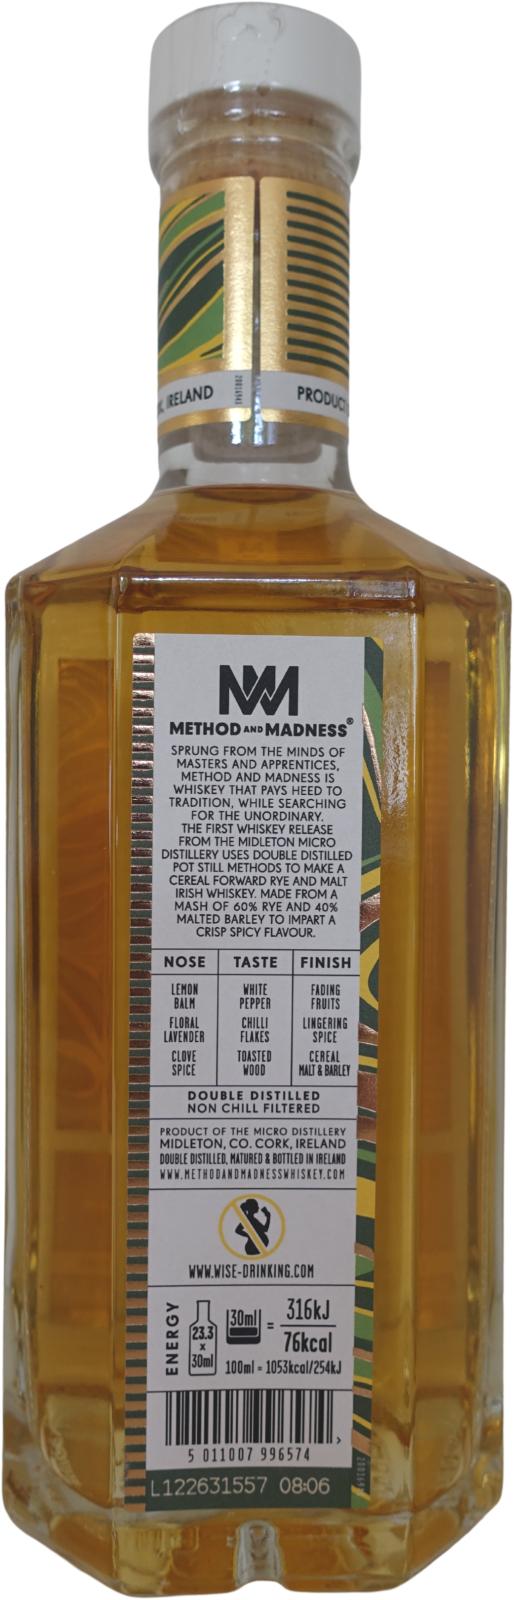 IRELAND
PRODUCT
METHOD AND MADNESS®
SPRUNG FROM THE MINDS OF
MASTERS AND APPRENTICES,
METHOD AND MADNESS IS
WHISKEY THAT PAYS HEED TO
TRADITION, WHILE SEARCHING
FOR THE UNORDINARY.
THE FIRST WHISKEY RELEASE
FROM THE MIDLETON MICRO
DISTILLERY USES DOUBLE DISTILLED
POT STILL METHODS TO MAKE A
CEREAL FORWARD RYE AND MALT
IRISH WHISKEY. MADE FROM A
MASH OF 60% RYE AND 40%
MALTED BARLEY TO IMPART A
CRISP SPICY FLAVOUR.
NOSE TASTE FINISH
LEMON BALM WHITE PEPPER FADING FRUITS
FLORAL LAVENDER CHILLI FLAKES LINGERING SPICE
CLOVE SPICE TOASTED WOOD CEREAL MALT & BARLEY
DOUBLE DISTILLED
NON CHILL FILTERED
PRODUCT OF THE MICRO DISTILLERY
MIDLETON, CO. CORK, IRELAND
DOUBLE DISTILLED, MATURED & BOTTLED IN IRELAND
WWW.METHODANDMADNESSWHISKEY.COM
WWW.WISE-DRINKING.COM
ENERGY
23.3 x 30ml
30ml = 316kJ / 76kcal
100ml = 1053kcal/254kJ
5 011007 996574 >
L122631557 08:06